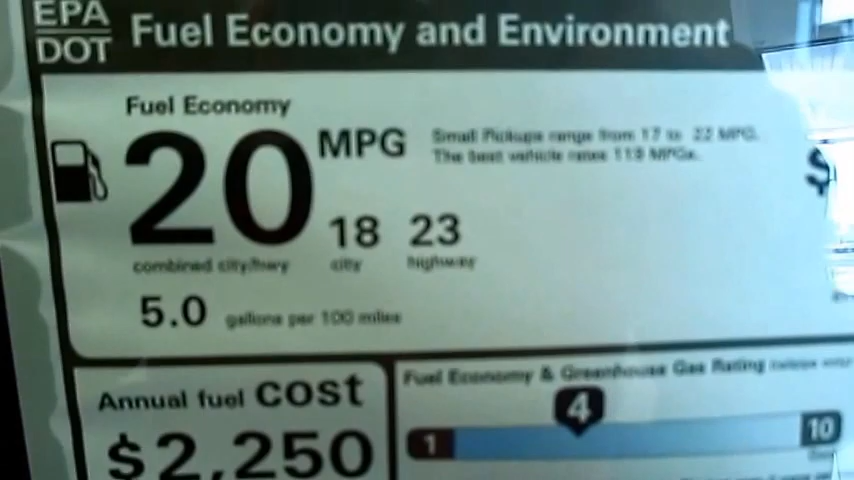 EPA
DOT
Fuel Economy and Environment
Fuel Economy
20 MPG
Small Pickups range from 17 to 22 MPG.
The best vehicle rates 119 MPGe.
$
18 23
combined city/hwy city highway
5.0 gallons per 100 miles
Annual fuel COST
$2,250
Fuel Economy & Greenhouse Gas Rating
4
1 10